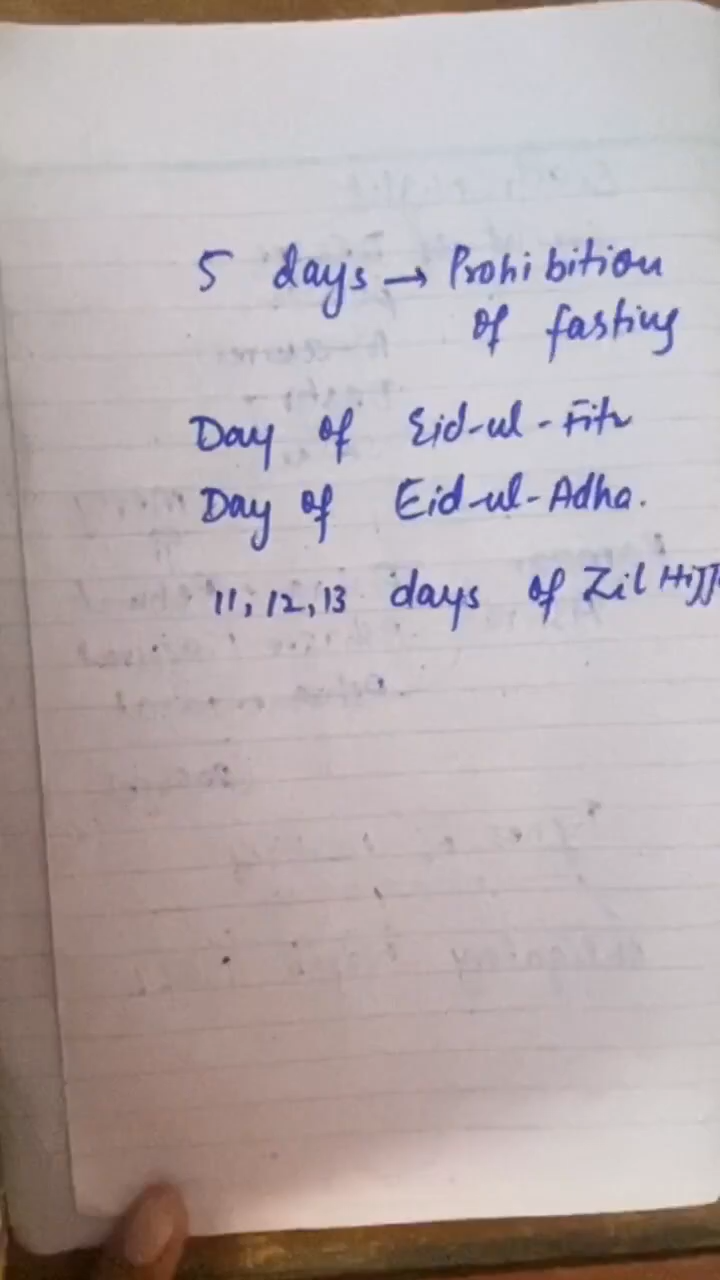 5 days → Prohibition
of fasting
Day of Eid-ul-Fitr
Day of Eid-ul-Adha.
11, 12, 13 days of Zil Hijj